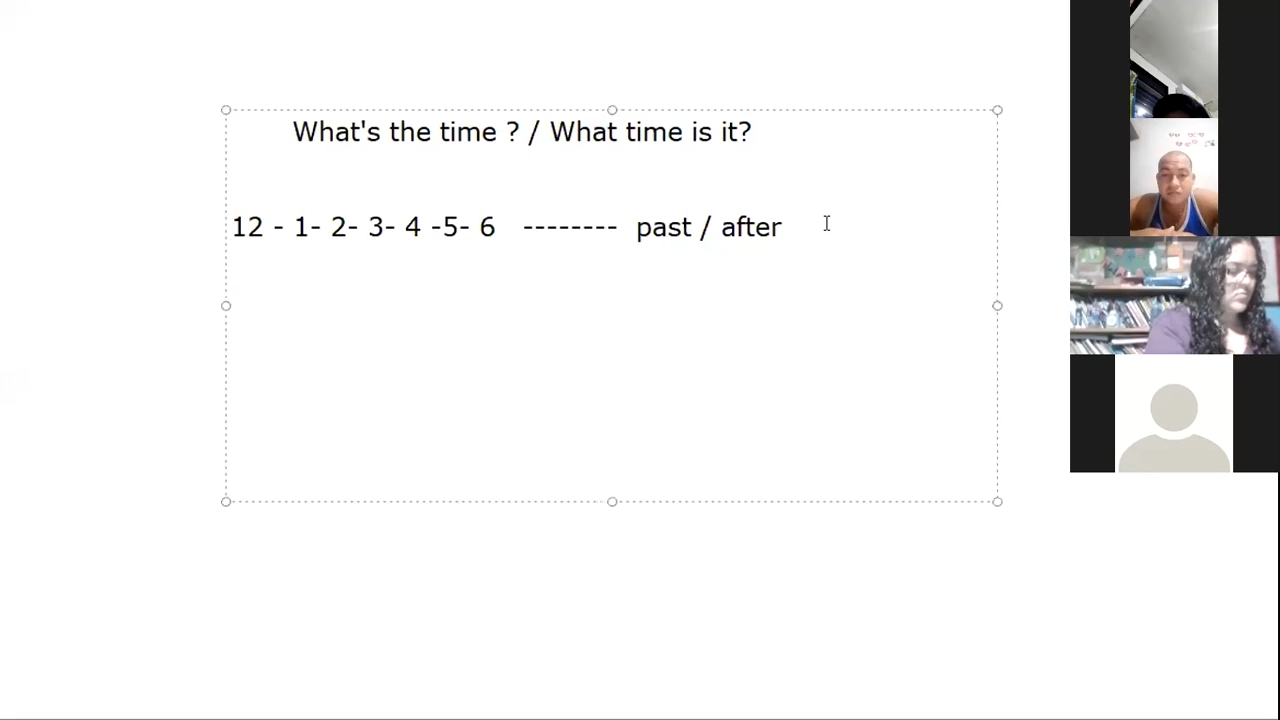 What's the time ? / What time is it?
12 - 1- 2- 3- 4 -5- 6 -------- past / after